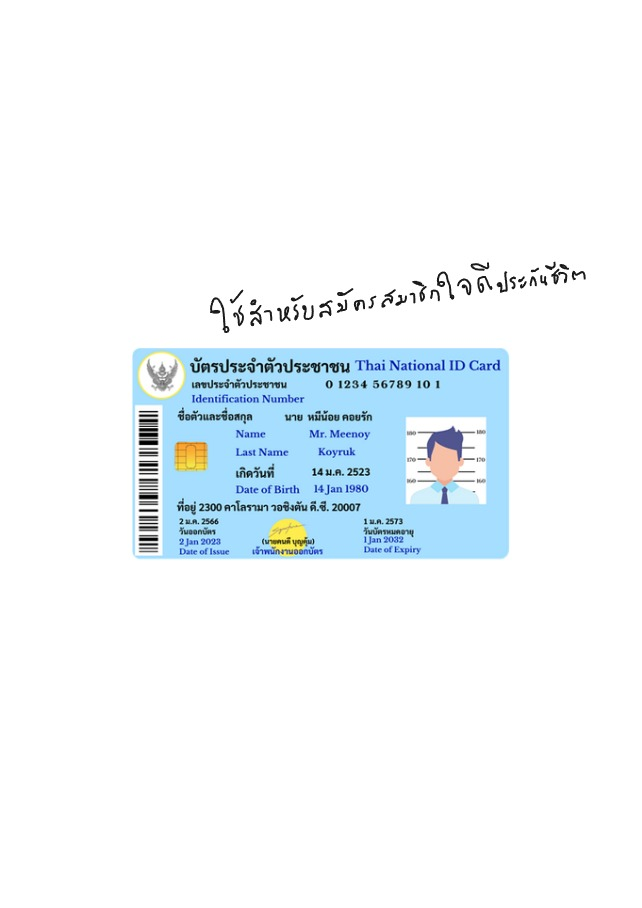 ใช้สำหรับสมัครสมาชิกใจดีประกันชีวิต
บัตรประจำตัวประชาชน Thai National ID Card
เลขประจำตัวประชาชน 0 1234 56789 10 1
Identification Number
ชื่อตัวและชื่อสกุล นาย หมีน้อย คอยรัก
Name Mr. Meenoy
Last Name Koyruk
เกิดวันที่ 14 ม.ค. 2523
Date of Birth 14 Jan 1980
ที่อยู่ 2300 คาโลรามา วอชิงตัน ดี.ซี. 20007
180 180
170 170
160 160
2 ม.ค. 2566
วันออกบัตร
2 Jan 2023
Date of Issue
(นายคนดี บุญคุ้ม)
เจ้าพนักงานออกบัตร
1 ม.ค. 2573
วันบัตรหมดอายุ
1 Jan 2032
Date of Expiry